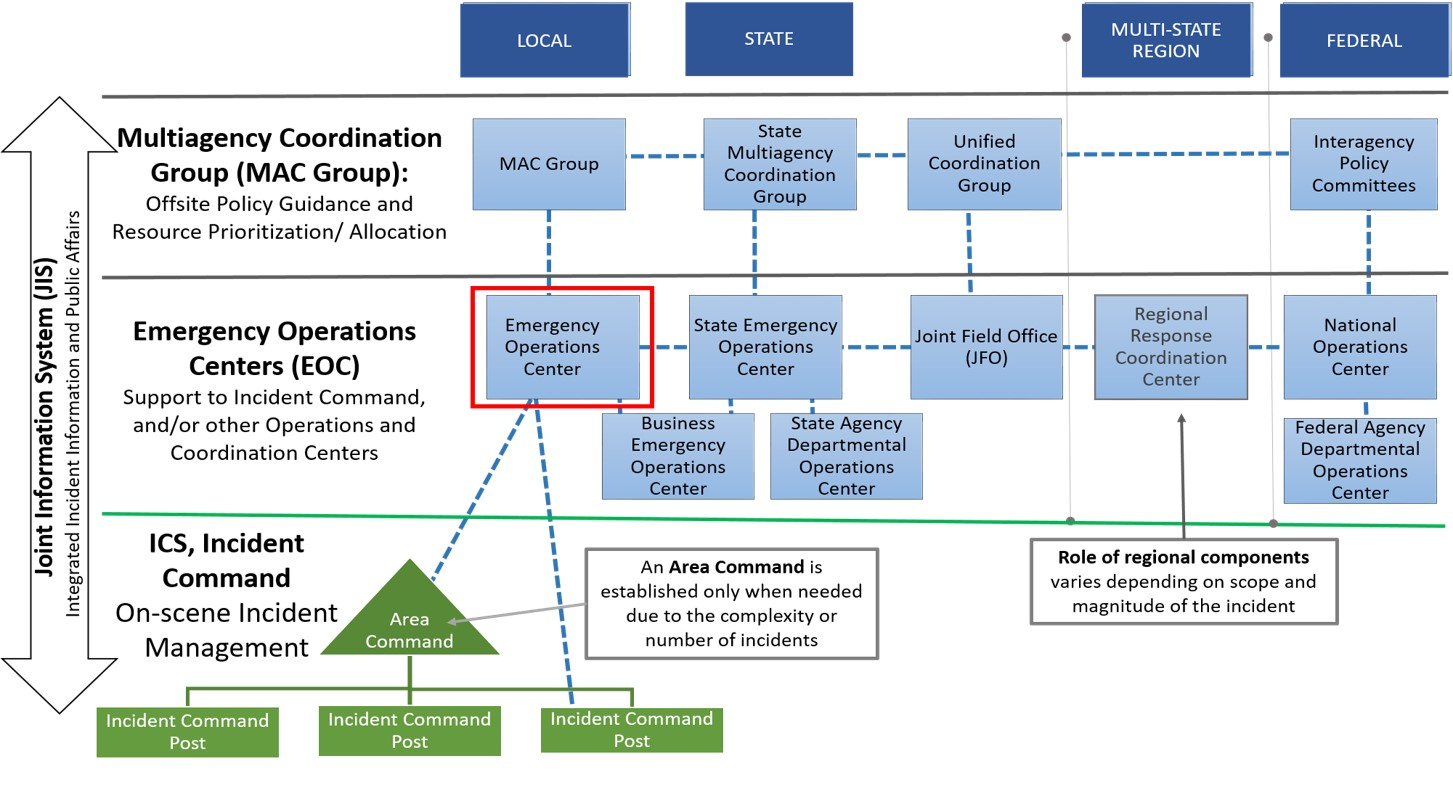 LOCAL
STATE
MULTI-STATE
REGION
FEDERAL
Joint Information System (JIS)
Integrated Incident Information and Public Affairs
Multiagency Coordination
Group (MAC Group):
Offsite Policy Guidance and
Resource Prioritization/ Allocation
MAC Group
State
Multiagency
Coordination
Group
Unified
Coordination
Group
Interagency
Policy
Committees
Emergency Operations
Centers (EOC)
Support to Incident Command,
and/or other Operations and
Coordination Centers
Emergency
Operations
Center
State Emergency
Operations
Center
Joint Field Office
(JFO)
Regional
Response
Coordination
Center
National
Operations
Center
Business
Emergency
Operations
Center
State Agency
Departmental
Operations
Center
Federal Agency
Departmental
Operations
Center
ICS, Incident
Command
On-scene Incident
Management
Area
Command
An Area Command is
established only when needed
due to the complexity or
number of incidents
Role of regional components
varies depending on scope and
magnitude of the incident
Incident Command
Post
Incident Command
Post
Incident Command
Post